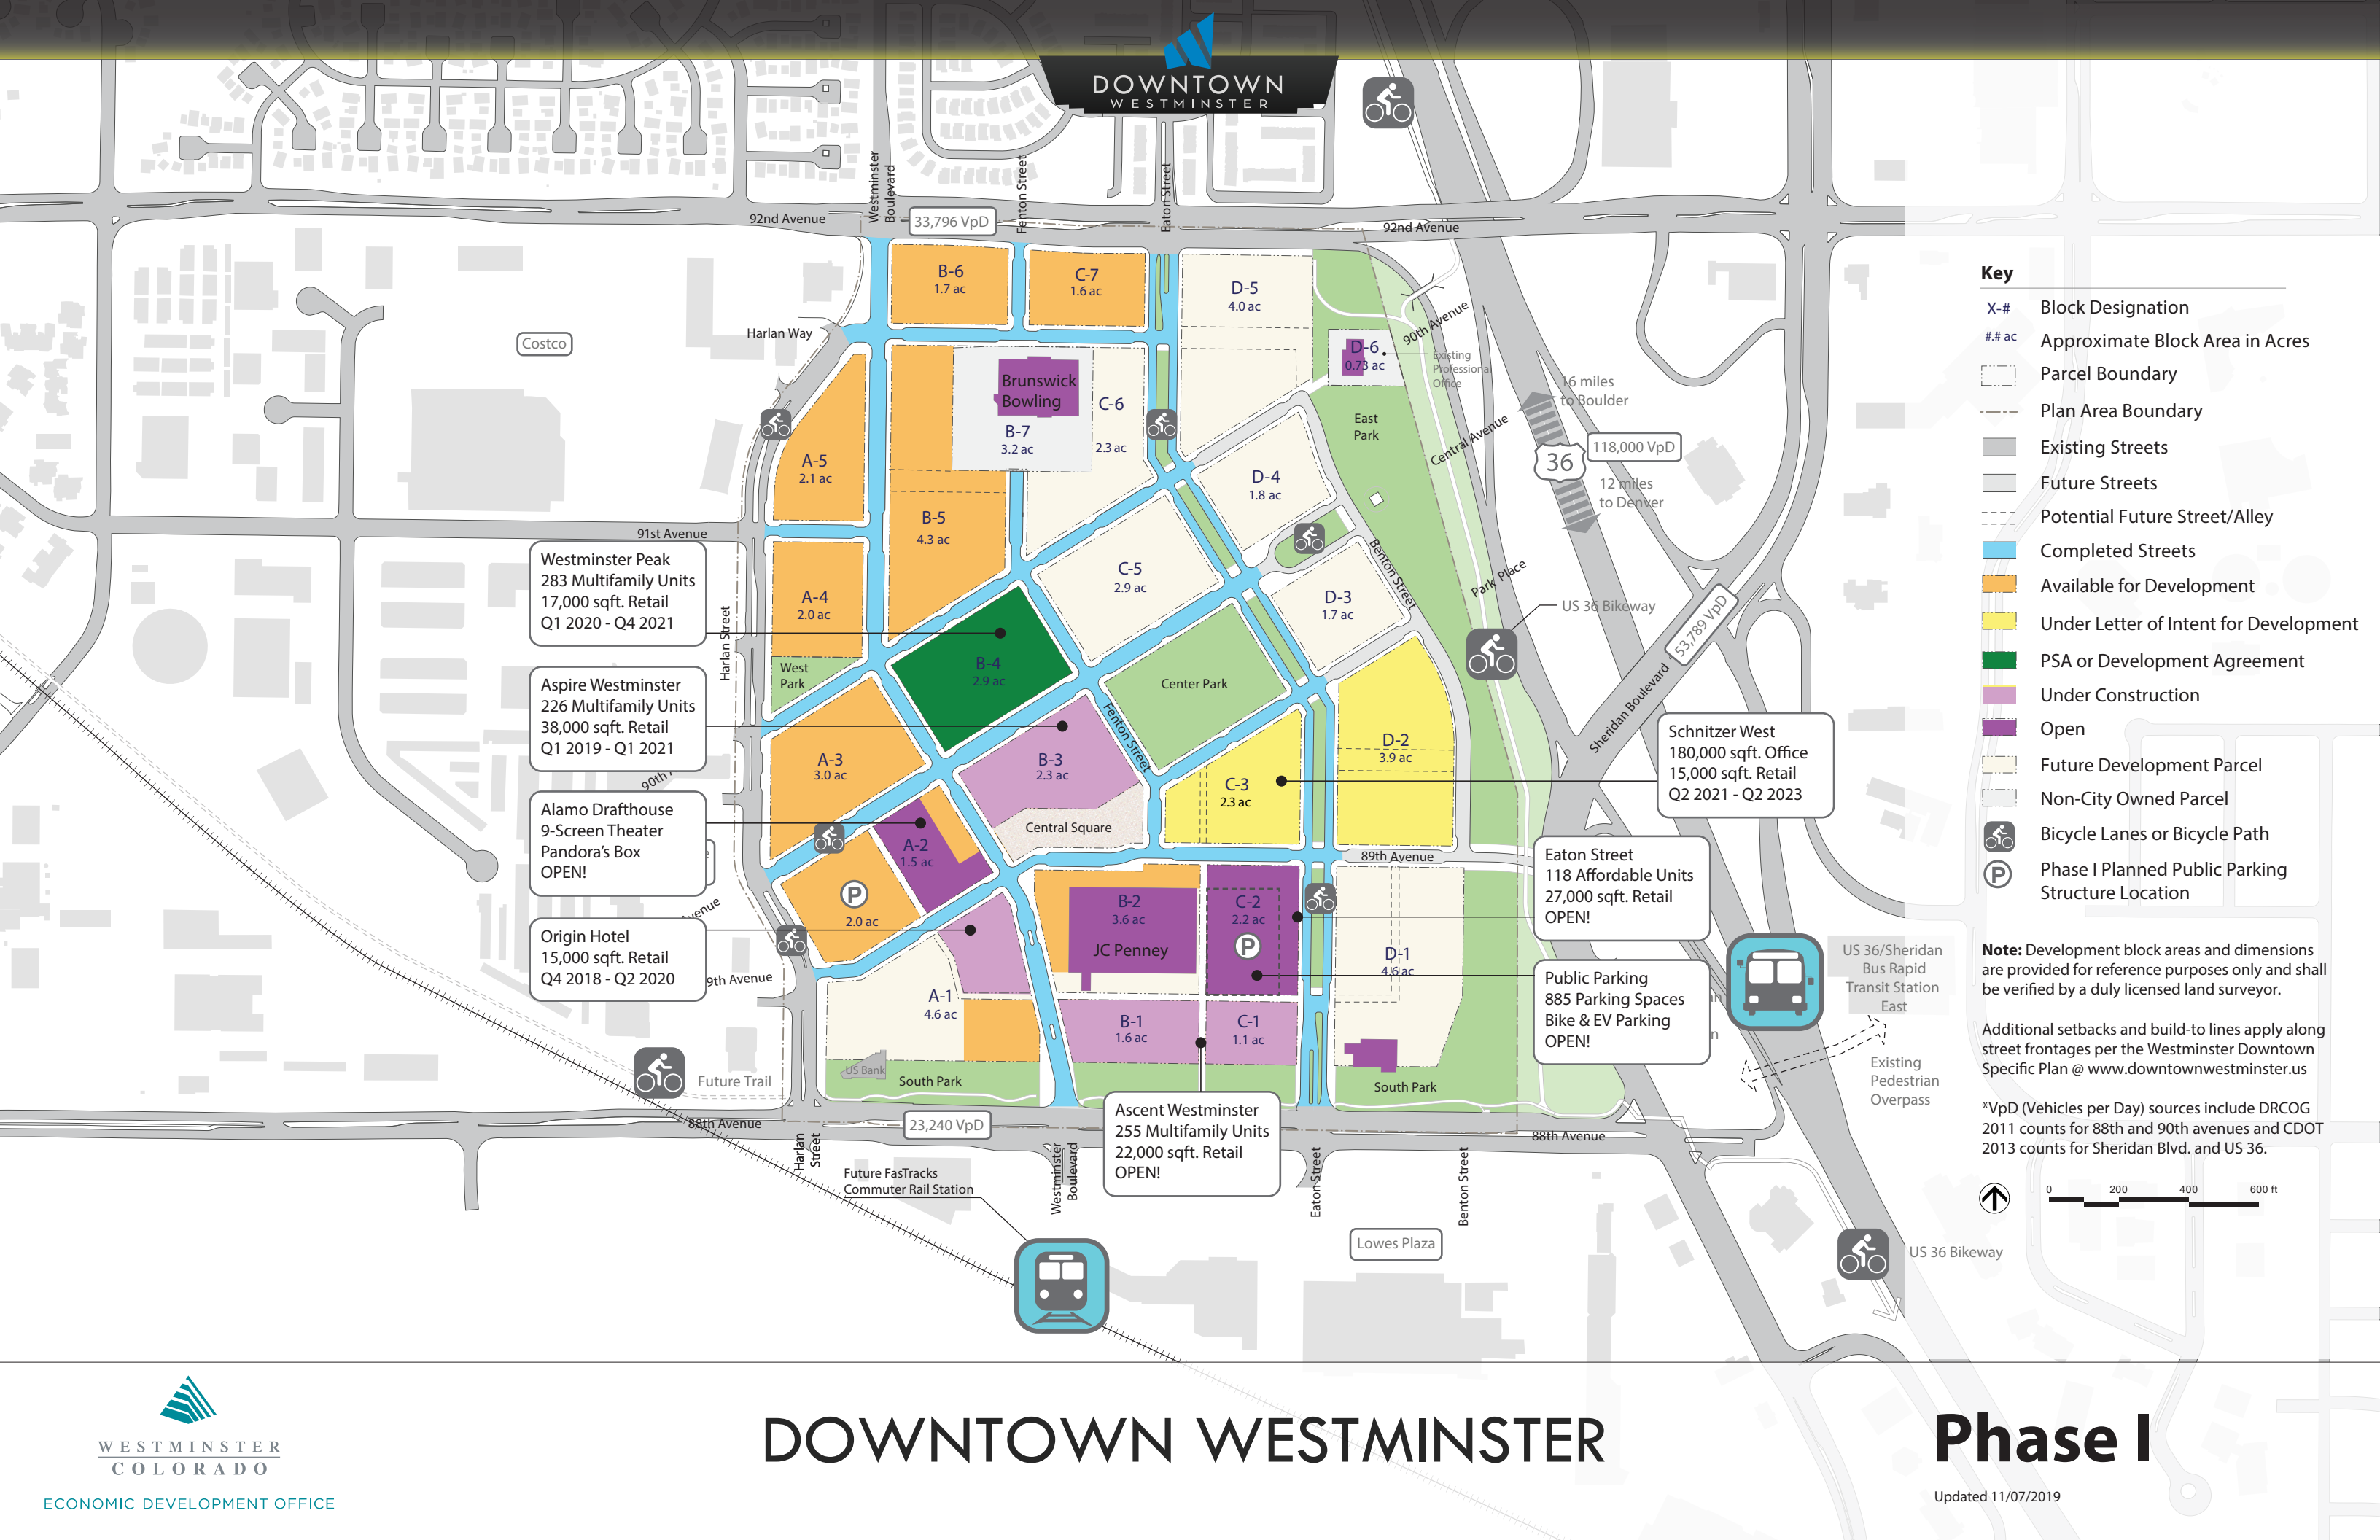 DOWNTOWN
WESTMINSTER
Westminster
Boulevard
Fenton Street
Eaton Street
92nd Avenue
33,796 VpD
92nd Avenue
B-6
1.7 ac
C-7
1.6 ac
D-5
4.0 ac
Harlan Way
Costco
90th Avenue
D-6
0.73 ac
Existing
Professional
Office
Brunswick
Bowling
C-6
2.3 ac
B-7
3.2 ac
East
Park
16 miles
to Boulder
36
118,000 VpD
12 miles
to Denver
Central Avenue
A-5
2.1 ac
D-4
1.8 ac
B-5
4.3 ac
91st Avenue
C-5
2.9 ac
Benton Street
Park Place
A-4
2.0 ac
D-3
1.7 ac
US 36 Bikeway
53,789 VpD
Sheridan Boulevard
Harlan Street
West
Park
B-4
2.9 ac
Center Park
Fenton Street
Westminster Peak
283 Multifamily Units
17,000 sqft. Retail
Q1 2020 - Q4 2021
Aspire Westminster
226 Multifamily Units
38,000 sqft. Retail
Q1 2019 - Q1 2021
90th
Alamo Drafthouse
9-Screen Theater
Pandora's Box
OPEN!
venue
Origin Hotel
15,000 sqft. Retail
Q4 2018 - Q2 2020
9th Avenue
A-3
3.0 ac
B-3
2.3 ac
C-3
2.3 ac
D-2
3.9 ac
Schnitzer West
180,000 sqft. Office
15,000 sqft. Retail
Q2 2021 - Q2 2023
Central Square
A-2
1.5 ac
89th Avenue
P
2.0 ac
B-2
3.6 ac
JC Penney
C-2
2.2 ac
P
D-1
4.6 ac
Eaton Street
118 Affordable Units
27,000 sqft. Retail
OPEN!
Public Parking
885 Parking Spaces
Bike & EV Parking
OPEN!
n
US 36/Sheridan
Bus Rapid
Transit Station
East
Existing
Pedestrian
Overpass
A-1
4.6 ac
B-1
1.6 ac
C-1
1.1 ac
US Bank
South Park
South Park
Future Trail
88th Avenue
23,240 VpD
88th Avenue
Harlan
Street
Westminster
Boulevard
Ascent Westminster
255 Multifamily Units
22,000 sqft. Retail
OPEN!
Eaton Street
Benton Street
Future FasTracks
Commuter Rail Station
Lowes Plaza
US 36 Bikeway
Key
X-# Block Designation
#.# ac Approximate Block Area in Acres
Parcel Boundary
Plan Area Boundary
Existing Streets
Future Streets
Potential Future Street/Alley
Completed Streets
Available for Development
Under Letter of Intent for Development
PSA or Development Agreement
Under Construction
Open
Future Development Parcel
Non-City Owned Parcel
Bicycle Lanes or Bicycle Path
P Phase I Planned Public Parking
Structure Location
Note: Development block areas and dimensions
are provided for reference purposes only and shall
be verified by a duly licensed land surveyor.
Additional setbacks and build-to lines apply along
street frontages per the Westminster Downtown
Specific Plan @ www.downtownwestminster.us
*VpD (Vehicles per Day) sources include DRCOG
2011 counts for 88th and 90th avenues and CDOT
2013 counts for Sheridan Blvd. and US 36.
0 200 400 600 ft
WESTMINSTER
COLORADO
ECONOMIC DEVELOPMENT OFFICE
DOWNTOWN WESTMINSTER
Phase I
Updated 11/07/2019